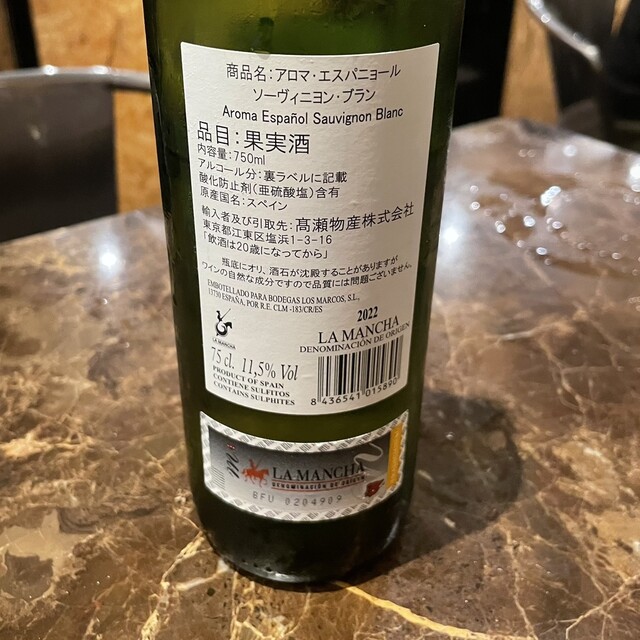 商品名：アロマ・エスパニョール
ソーヴィニヨン・ブラン
Aroma Español Sauvignon Blanc
品目：果実酒
内容量：750ml
アルコール分：裏ラベルに記載
酸化防止剤（亜硫酸塩）含有
原産国名：スペイン
輸入者及び引取先：髙瀬物産株式会社
東京都江東区塩浜1-3-16
「飲酒は20歳になってから」
瓶底にオリ、酒石が沈殿することがありますが
ワインの自然な成分ですので品質には問題ございません。
EMBOTELLADO PARA BODEGAS LOS MARCOS, S.L.,
13730 ESPAÑA, POR R.E. CLM -183/CR/ES
2022
LA MANCHA
DENOMINACIÓN DE ORIGEN
LA MANCHA
75 cl. 11,5% Vol
PRODUCT OF SPAIN
CONTIENE SULFITOS
CONTAINS SULPHITES
8 436541 015890
LA MANCHA
DENOMINACIÓN DE ORIGEN
BFU 0204909